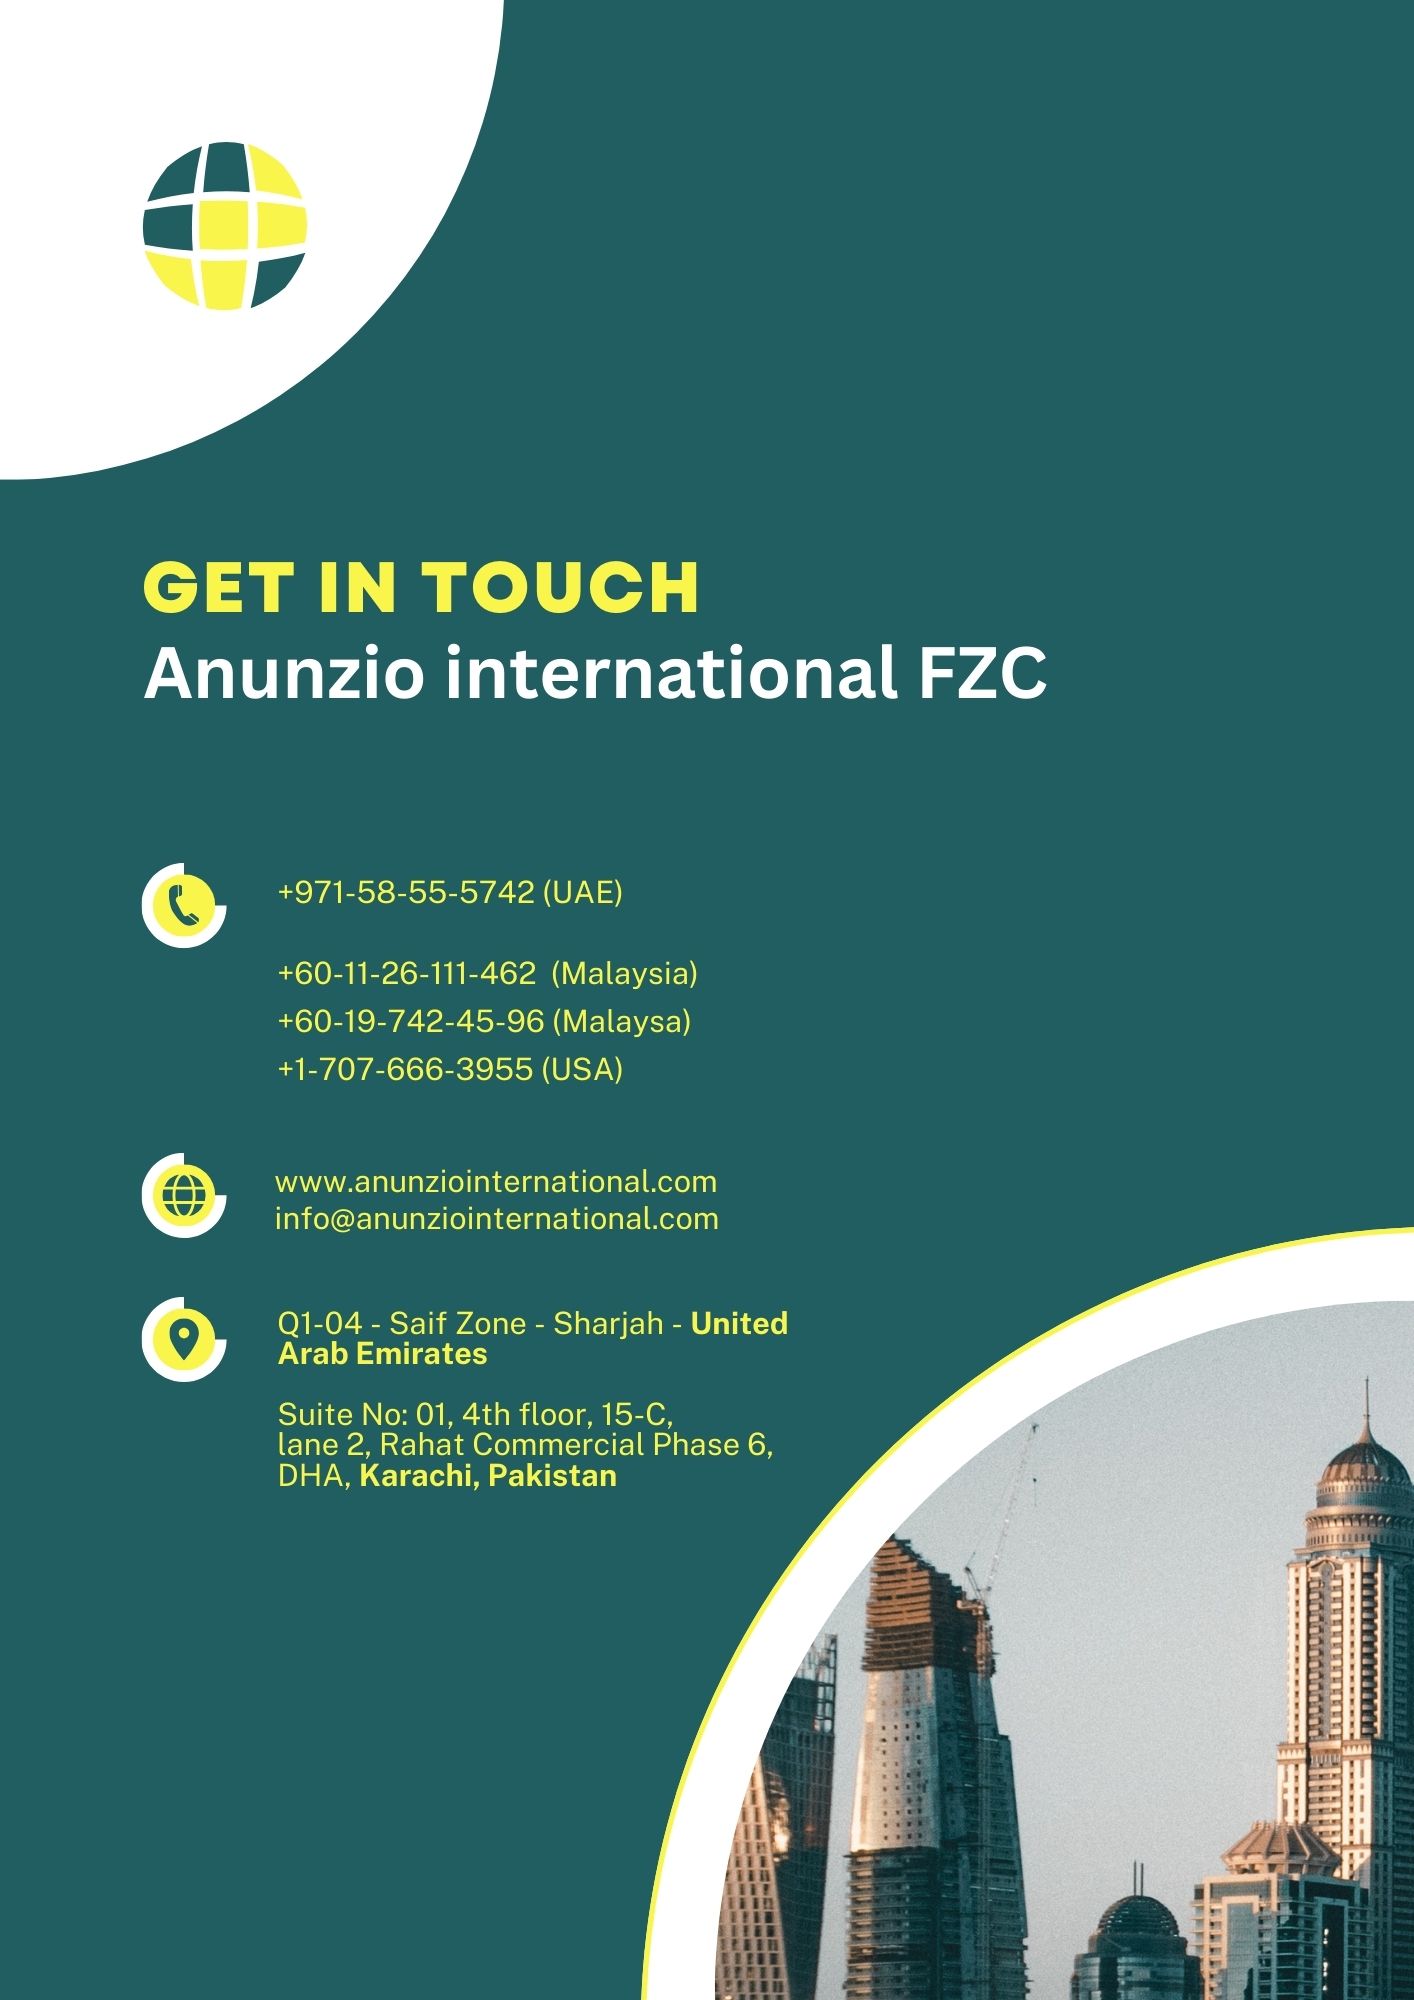 GET IN TOUCH
Anunzio international FZC
+971-58-55-5742 (UAE)
+60-11-26-111-462  (Malaysia)
+60-19-742-45-96 (Malaysa)
+1-707-666-3955 (USA)
www.anunziointernational.com
info@anunziointernational.com
Q1-04 - Saif Zone - Sharjah - United
Arab Emirates
Suite No: 01, 4th floor, 15-C,
lane 2, Rahat Commercial Phase 6,
DHA, Karachi, Pakistan